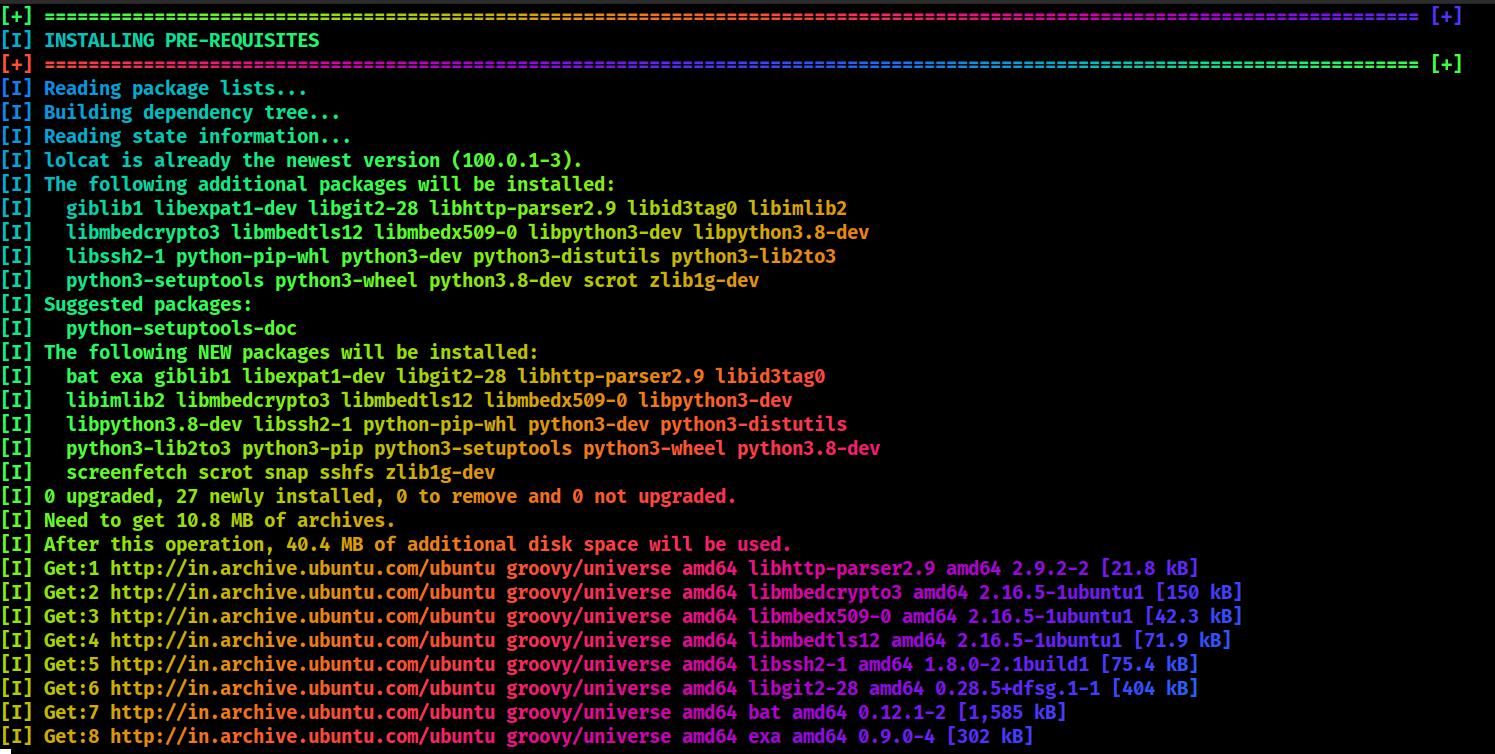 [+] ============================================================================================================================= [+]
[I] INSTALLING PRE-REQUISITES
[+] ============================================================================================================================= [+]
[I] Reading package lists...
[I] Building dependency tree...
[I] Reading state information...
[I] lolcat is already the newest version (100.0.1-3).
[I] The following additional packages will be installed:
[I]   giblib1 libexpat1-dev libgit2-28 libhttp-parser2.9 libid3tag0 libimlib2
[I]   libmbedcrypto3 libmbedtls12 libmbedx509-0 libpython3-dev libpython3.8-dev
[I]   libssh2-1 python-pip-whl python3-dev python3-distutils python3-lib2to3
[I]   python3-setuptools python3-wheel python3.8-dev scrot zlib1g-dev
[I] Suggested packages:
[I]   python-setuptools-doc
[I] The following NEW packages will be installed:
[I]   bat exa giblib1 libexpat1-dev libgit2-28 libhttp-parser2.9 libid3tag0
[I]   libimlib2 libmbedcrypto3 libmbedtls12 libmbedx509-0 libpython3-dev
[I]   libpython3.8-dev libssh2-1 python-pip-whl python3-dev python3-distutils
[I]   python3-lib2to3 python3-pip python3-setuptools python3-wheel python3.8-dev
[I]   screenfetch scrot snap sshfs zlib1g-dev
[I] 0 upgraded, 27 newly installed, 0 to remove and 0 not upgraded.
[I] Need to get 10.8 MB of archives.
[I] After this operation, 40.4 MB of additional disk space will be used.
[I] Get:1 http://in.archive.ubuntu.com/ubuntu groovy/universe amd64 libhttp-parser2.9 amd64 2.9.2-2 [21.8 kB]
[I] Get:2 http://in.archive.ubuntu.com/ubuntu groovy/universe amd64 libmbedcrypto3 amd64 2.16.5-1ubuntu1 [150 kB]
[I] Get:3 http://in.archive.ubuntu.com/ubuntu groovy/universe amd64 libmbedx509-0 amd64 2.16.5-1ubuntu1 [42.3 kB]
[I] Get:4 http://in.archive.ubuntu.com/ubuntu groovy/universe amd64 libmbedtls12 amd64 2.16.5-1ubuntu1 [71.9 kB]
[I] Get:5 http://in.archive.ubuntu.com/ubuntu groovy/universe amd64 libssh2-1 amd64 1.8.0-2.1build1 [75.4 kB]
[I] Get:6 http://in.archive.ubuntu.com/ubuntu groovy/universe amd64 libgit2-28 amd64 0.28.5+dfsg.1-1 [404 kB]
[I] Get:7 http://in.archive.ubuntu.com/ubuntu groovy/universe amd64 bat amd64 0.12.1-2 [1,585 kB]
[I] Get:8 http://in.archive.ubuntu.com/ubuntu groovy/universe amd64 exa amd64 0.9.0-4 [302 kB]